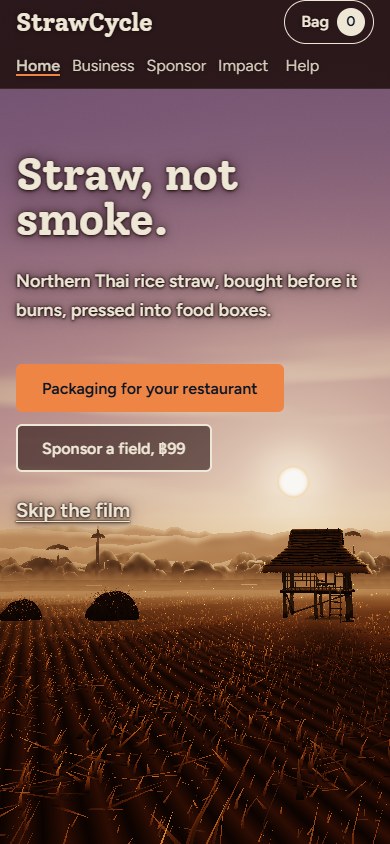 StrawCycle
Bag 0
Home Business Sponsor Impact Help
Straw, not
smoke.
Northern Thai rice straw, bought before it
burns, pressed into food boxes.
Packaging for your restaurant
Sponsor a field, ฿99
Skip the film